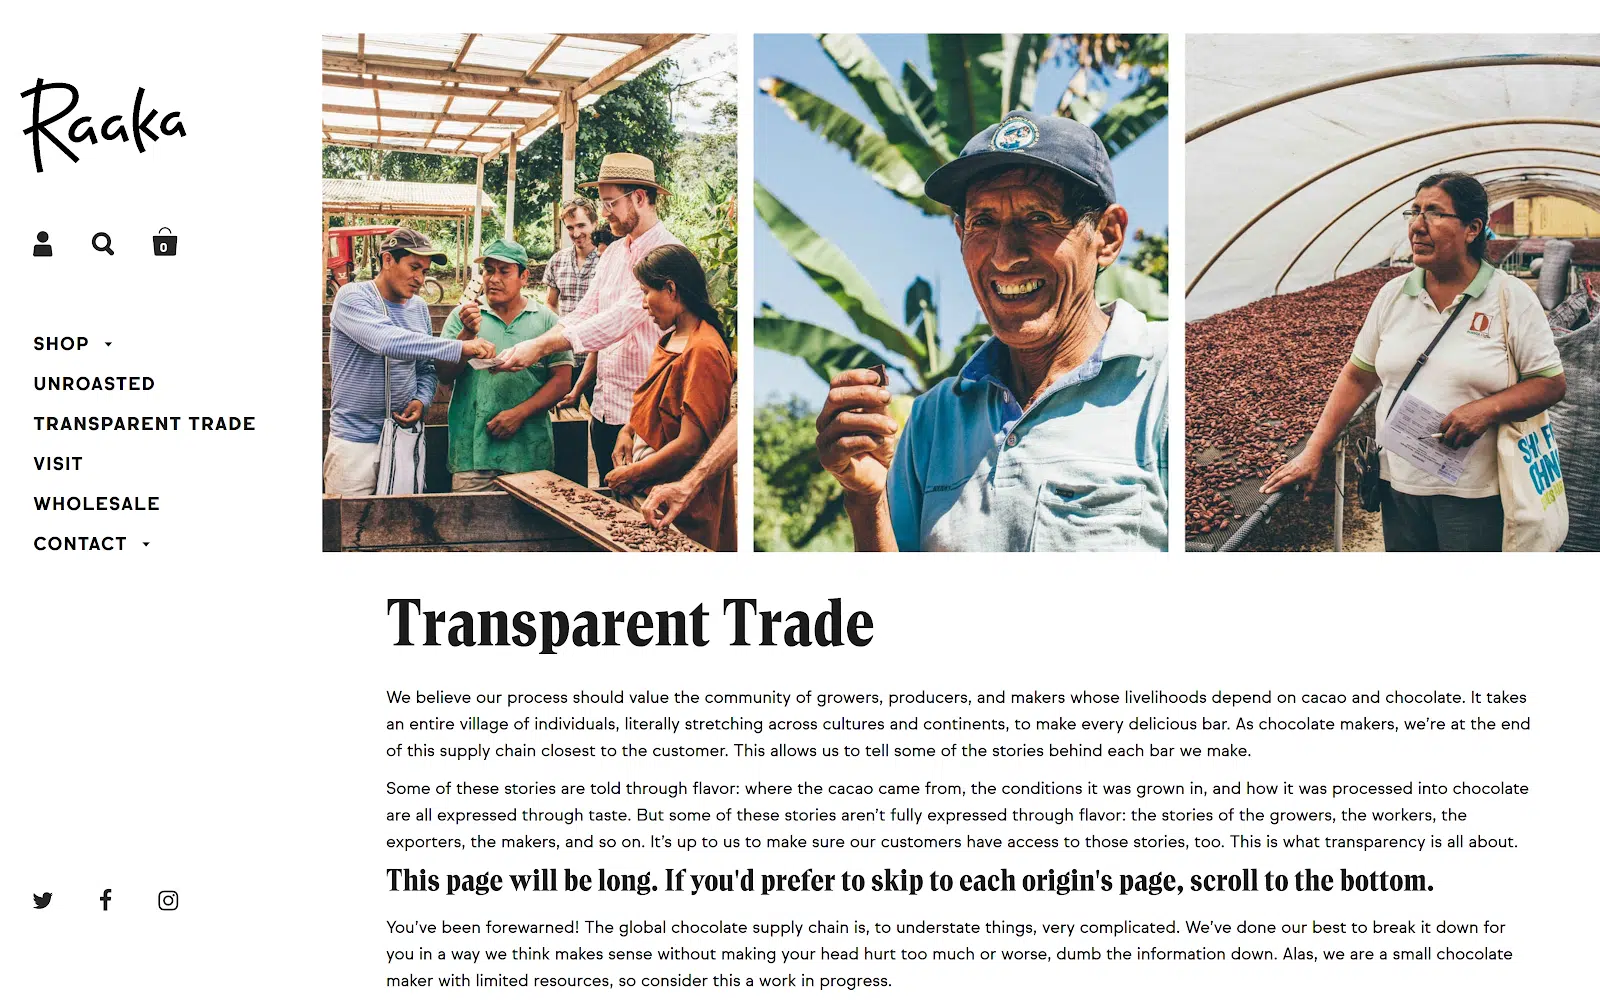 Raaka
0
SHOP
UNROASTED
TRANSPARENT TRADE
VISIT
WHOLESALE
CONTACT
Transparent Trade
We believe our process should value the community of growers, producers, and makers whose livelihoods depend on cacao and chocolate. It takes
an entire village of individuals, literally stretching across cultures and continents, to make every delicious bar. As chocolate makers, we’re at the end
of this supply chain closest to the customer. This allows us to tell some of the stories behind each bar we make.
Some of these stories are told through flavor: where the cacao came from, the conditions it was grown in, and how it was processed into chocolate
are all expressed through taste. But some of these stories aren’t fully expressed through flavor: the stories of the growers, the workers, the
exporters, the makers, and so on. It’s up to us to make sure our customers have access to those stories, too. This is what transparency is all about.
This page will be long. If you'd prefer to skip to each origin's page, scroll to the bottom.
You’ve been forewarned! The global chocolate supply chain is, to understate things, very complicated. We’ve done our best to break it down for
you in a way we think makes sense without making your head hurt too much or worse, dumb the information down. Alas, we are a small chocolate
maker with limited resources, so consider this a work in progress.